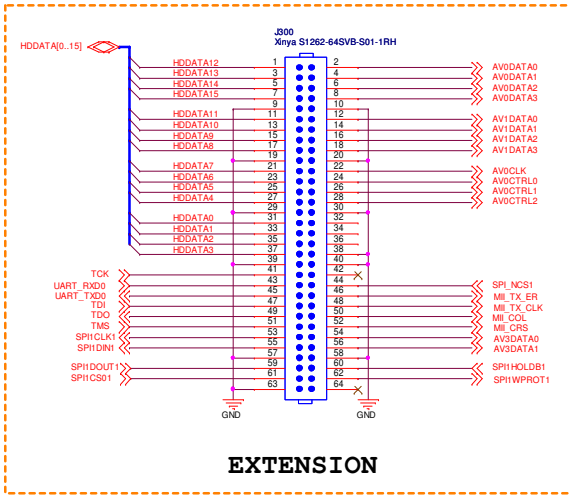 J300
Xinya S1262-64SVB-S01-1RH
HDDATA[0..15]
HDDATA12 1 2 AV0DATA0
HDDATA13 3 4 AV0DATA1
HDDATA14 5 6 AV0DATA2
HDDATA15 7 8 AV0DATA3
9 10
HDDATA11 11 12 AV1DATA0
HDDATA10 13 14 AV1DATA1
HDDATA9 15 16 AV1DATA2
HDDATA8 17 18 AV1DATA3
19 20
HDDATA7 21 22 AV0CLK
HDDATA6 23 24 AV0CTRL0
HDDATA5 25 26 AV0CTRL1
HDDATA4 27 28 AV0CTRL2
29 30
HDDATA0 31 32
HDDATA1 33 34
HDDATA2 35 36
HDDATA3 37 38
39 40
TCK 41 42
UART_RXD0 43 44 SPI_NCS1
UART_TXD0 45 46 MII_TX_ER
TDI 47 48 MII_TX_CLK
TDO 49 50 MII_COL
TMS 51 52 MII_CRS
SPI1CLK1 53 54 AV3DATA0
SPI1DIN1 55 56 AV3DATA1
57 58
SPI1DOUT1 59 60 SPI1HOLDB1
SPI1CS01 61 62 SPI1WPROT1
63 64
GND GND
EXTENSION